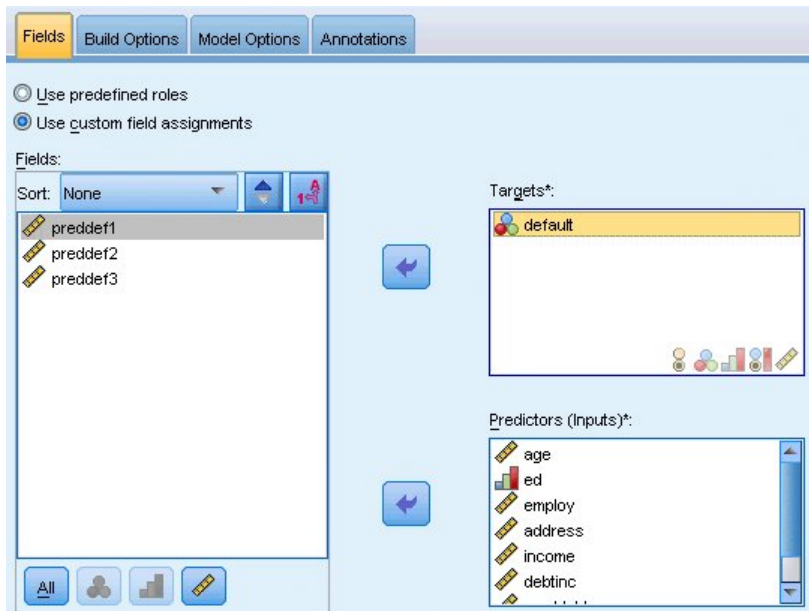 Fields Build Options Model Options Annotations
Use predefined roles
Use custom field assignments
Fields:
Sort: None
preddef1
preddef2
preddef3
All
Targets*:
default
Predictors (Inputs)*:
age
ed
employ
address
income
debtinc